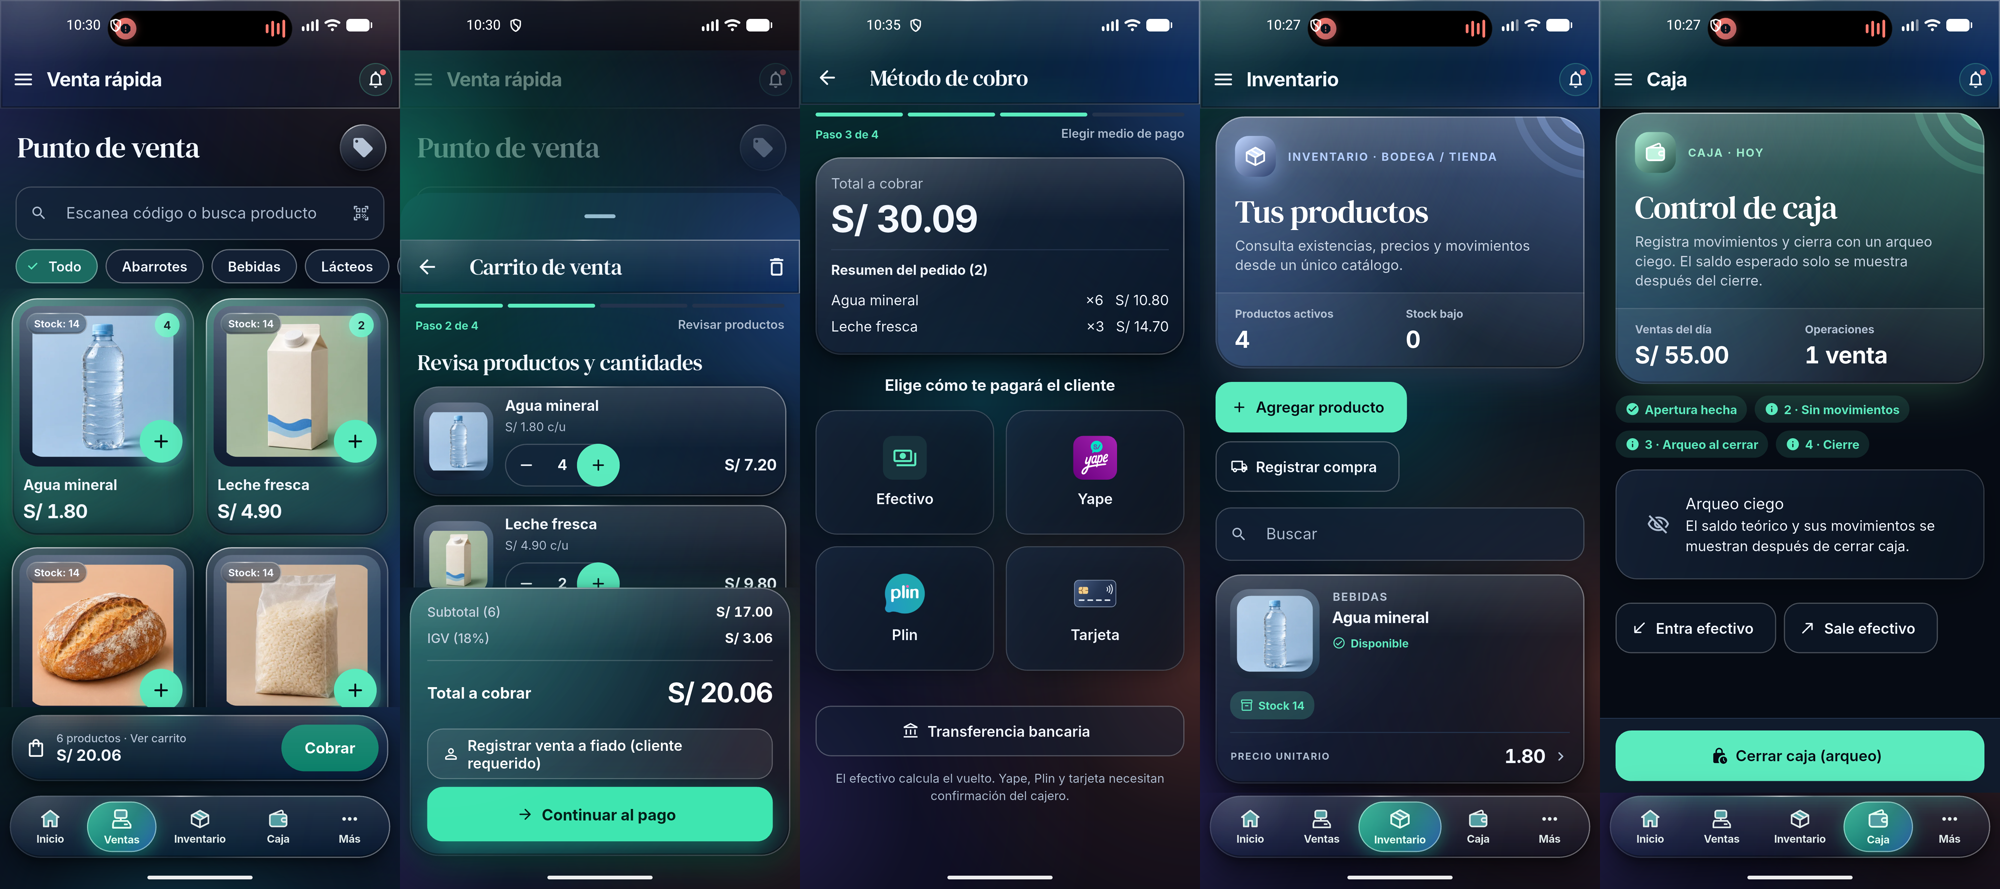 10:30
Venta rápida
Punto de venta
Escanea código o busca producto
Todo
Abarrotes
Bebidas
Lácteos
Stock: 14
4
Agua mineral
S/ 1.80
Stock: 14
2
Leche fresca
S/ 4.90
Stock: 14
Stock: 14
6 productos · Ver carrito
S/ 20.06
Cobrar
Inicio
Ventas
Inventario
Caja
Más
10:30
Venta rápida
Punto de venta
Carrito de venta
Paso 2 de 4
Revisar productos
Revisa productos y cantidades
Agua mineral
S/ 1.80 c/u
4
S/ 7.20
Leche fresca
S/ 4.90 c/u
2
S/ 9.80
Subtotal (6)
S/ 17.00
IGV (18%)
S/ 3.06
Total a cobrar
S/ 20.06
Registrar venta a fiado (cliente
requerido)
Continuar al pago
10:35
Método de cobro
Paso 3 de 4
Elegir medio de pago
Total a cobrar
S/ 30.09
Resumen del pedido (2)
Agua mineral
×6 S/ 10.80
Leche fresca
×3 S/ 14.70
Elige cómo te pagará el cliente
Efectivo
S/
yape
Yape
plin
Plin
Tarjeta
Transferencia bancaria
El efectivo calcula el vuelto. Yape, Plin y tarjeta necesitan
confirmación del cajero.
10:27
Inventario
INVENTARIO · BODEGA / TIENDA
Tus productos
Consulta existencias, precios y movimientos
desde un único catálogo.
Productos activos
4
Stock bajo
0
Agregar producto
Registrar compra
Buscar
BEBIDAS
Agua mineral
Disponible
Stock 14
PRECIO UNITARIO
1.80
Inicio
Ventas
Inventario
Caja
Más
10:27
Caja
CAJA · HOY
Control de caja
Registra movimientos y cierra con un arqueo
ciego. El saldo esperado solo se muestra
después del cierre.
Ventas del día
S/ 55.00
Operaciones
1 venta
Apertura hecha
2 · Sin movimientos
3 · Arqueo al cerrar
4 · Cierre
Arqueo ciego
El saldo teórico y sus movimientos se
muestran después de cerrar caja.
Entra efectivo
Sale efectivo
Cerrar caja (arqueo)
Inicio
Ventas
Inventario
Caja
Más